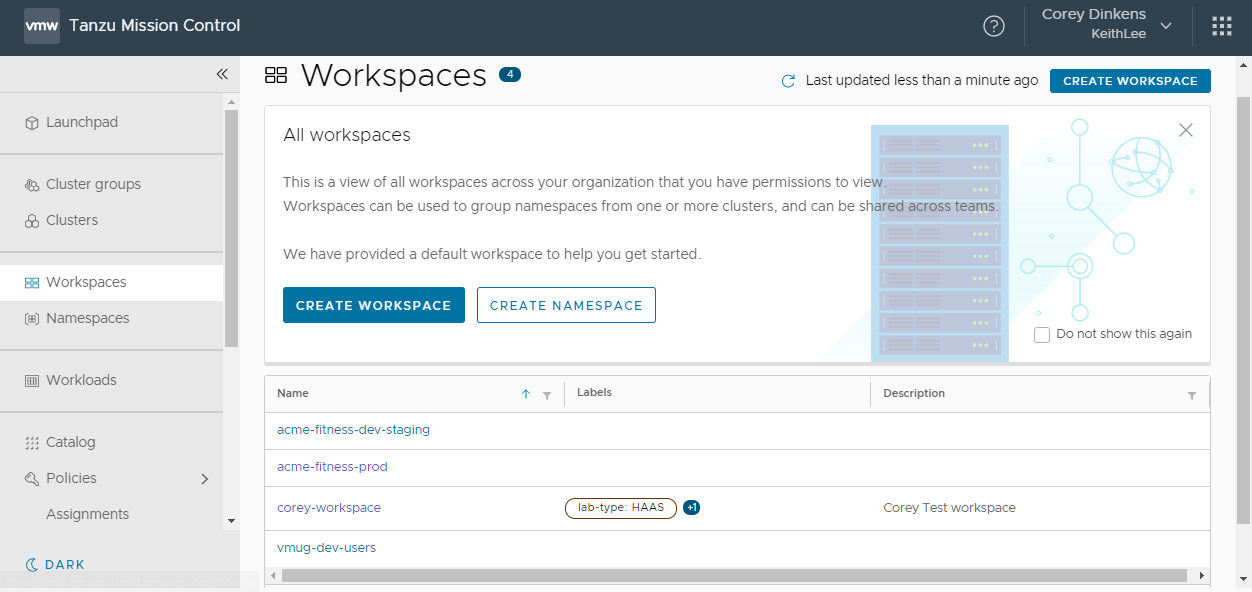 vmw Tanzu Mission Control
Corey Dinkens
KeithLee
Launchpad
Cluster groups
Clusters
Workspaces
Namespaces
Workloads
Catalog
Policies
Assignments
DARK
Workspaces 4
Last updated less than a minute ago
CREATE WORKSPACE
All workspaces
This is a view of all workspaces across your organization that you have permissions to view.
Workspaces can be used to group namespaces from one or more clusters, and can be shared across teams.
We have provided a default workspace to help you get started.
CREATE WORKSPACE CREATE NAMESPACE
Do not show this again
Name Labels Description
acme-fitness-dev-staging
acme-fitness-prod
corey-workspace lab-type: HAAS +1 Corey Test workspace
vmug-dev-users